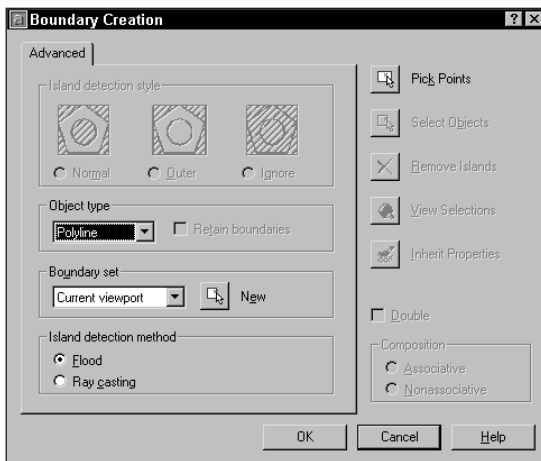 Boundary Creation
Advanced
Island detection style
Normal
Outer
Ignore
Object type
Polyline
Retain boundaries
Boundary set
Current viewport
New
Island detection method
Flood
Ray casting
Pick Points
Select Objects
Remove Islands
View Selections
Inherit Properties
Double
Composition
Associative
Nonassociative
OK
Cancel
Help